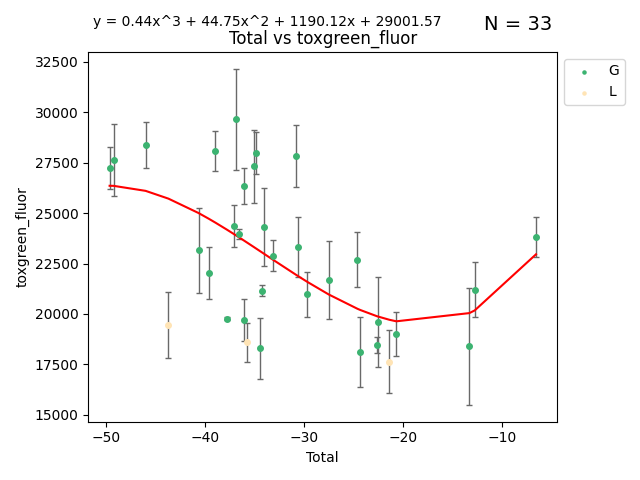 y = 0.44x^3 + 44.75x^2 + 1190.12x + 29001.57
N = 33
Total vs toxgreen_fluor
G
L
32500
30000
27500
25000
22500
20000
17500
15000
toxgreen_fluor
−50
−40
−30
−20
−10
Total